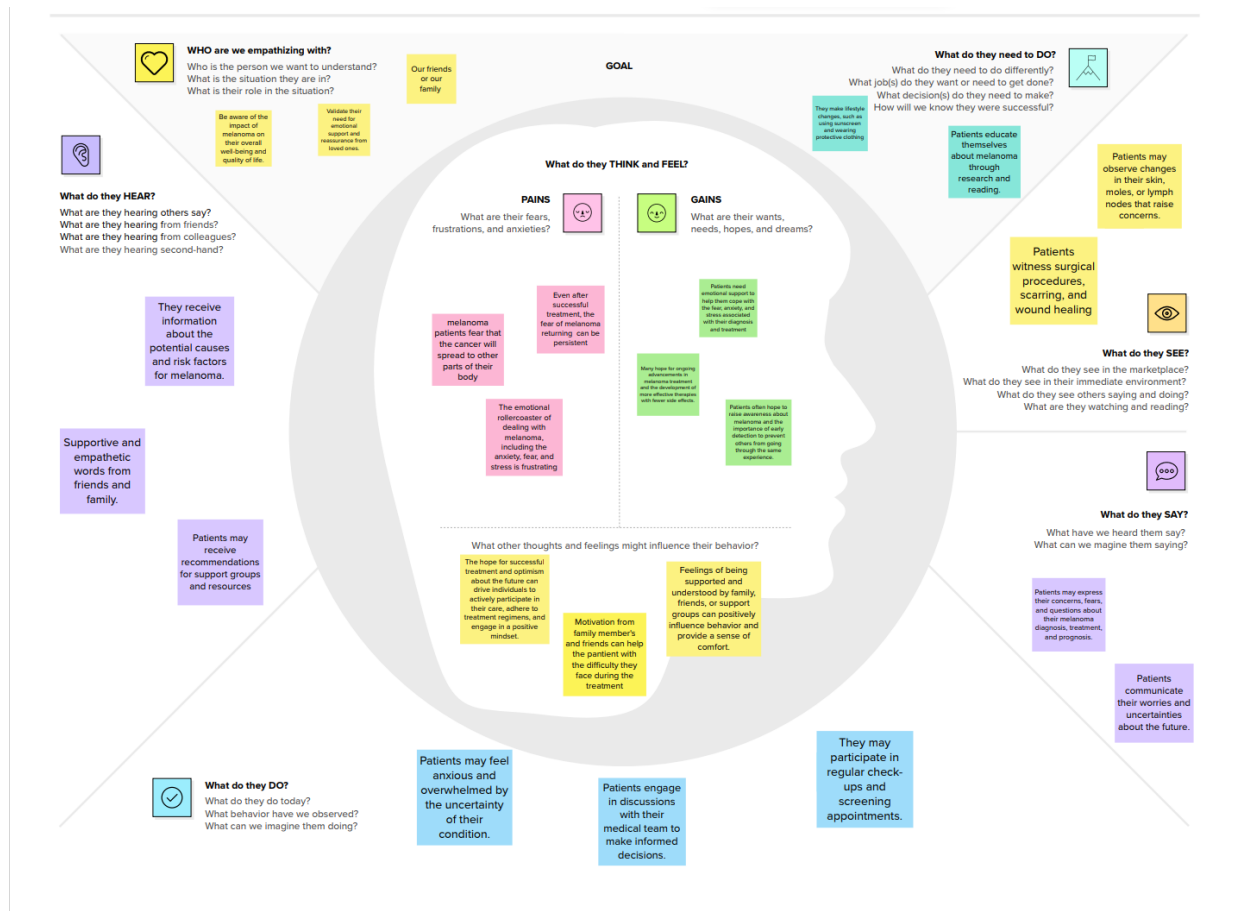 WHO are we empathizing with?
Who is the person we want to understand?
What is the situation they are in?
What is their role in the situation?
Our friends
or our
family
Be aware of the
impact of
melanoma on
their overall
well-being and
quality of life.
Validate their
need for
emotional
support and
reassurance from
loved ones.
GOAL
What do they need to DO?
What do they need to do differently?
What job(s) do they want or need to get done?
What decision(s) do they need to make?
How will we know they were successful?
They make lifestyle
changes, such as
using sunscreen
and wearing
protective clothing
Patients educate
themselves
about melanoma
through
research and
reading.
Patients may
observe changes
in their skin,
moles, or lymph
nodes that raise
concerns.
Patients
witness surgical
procedures,
scarring, and
wound healing
What do they SEE?
What do they see in the marketplace?
What do they see in their immediate environment?
What do they see others saying and doing?
What are they watching and reading?
What do they HEAR?
What are they hearing others say?
What are they hearing from friends?
What are they hearing from colleagues?
What are they hearing second-hand?
They receive
information
about the
potential causes
and risk factors
for melanoma.
Supportive and
empathetic
words from
friends and
family.
Patients may
receive
recommendations
for support groups
and resources
What do they THINK and FEEL?
PAINS
What are their fears,
frustrations, and anxieties?
melanoma
patients fear that
the cancer will
spread to other
parts of their
body
Even after
successful
treatment, the
fear of melanoma
returning can be
persistent
The emotional
rollercoaster of
dealing with
melanoma,
including the
anxiety, fear, and
stress is frustrating
GAINS
What are their wants,
needs, hopes, and dreams?
Patients need
emotional support to
help them cope with
the fear, anxiety, and
stress associated
with their diagnosis
and treatment
Many hope for ongoing
advancements in
melanoma treatment
and the development of
more effective therapies
with fewer side effects.
Patients often hope to
raise awareness about
melanoma and the
importance of early
detection to prevent
others from going
through the same
experience.
What other thoughts and feelings might influence their behavior?
The hope for successful
treatment and optimism
about the future can
drive individuals to
actively participate in
their care, adhere to
treatment regimens, and
engage in a positive
mindset.
Motivation from
family member's
and friends can help
the pantient with
the difficulty they
face during the
treatment
Feelings of being
supported and
understood by family,
friends, or support
groups can positively
influence behavior and
provide a sense of
comfort.
What do they SAY?
What have we heard them say?
What can we magine them saying?
Patients may express
their concerns, fears,
and questions about
their melanoma
diagnosis, treatment,
and prognosis.
Patients
communicate
their worries and
uncertainties
about the future.
What do they DO?
What do they do today?
What behavior have we observed?
What can we imagine them doing?
Patients may feel
anxious and
overwhelmed by
the uncertainty
of their
condition.
Patients engage
in discussions
with their
medical team to
make informed
decisions.
They may
participate in
regular check-
ups and
screening
appointments.